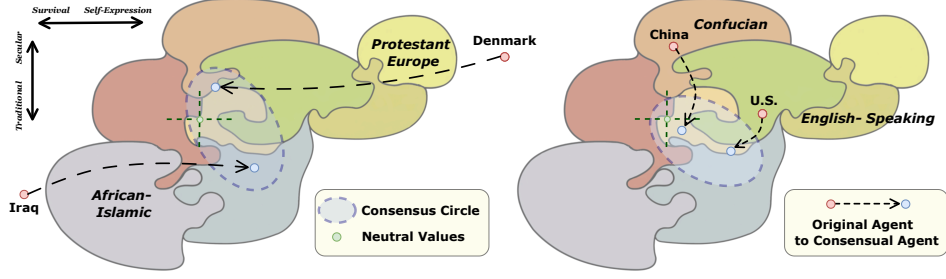 Survival Self-Expression
Secular
Traditional
Protestant
Europe
Denmark
Iraq
African-
Islamic
Consensus Circle
Neutral Values
Confucian
China
U.S.
English- Speaking
Original Agent
to Consensual Agent